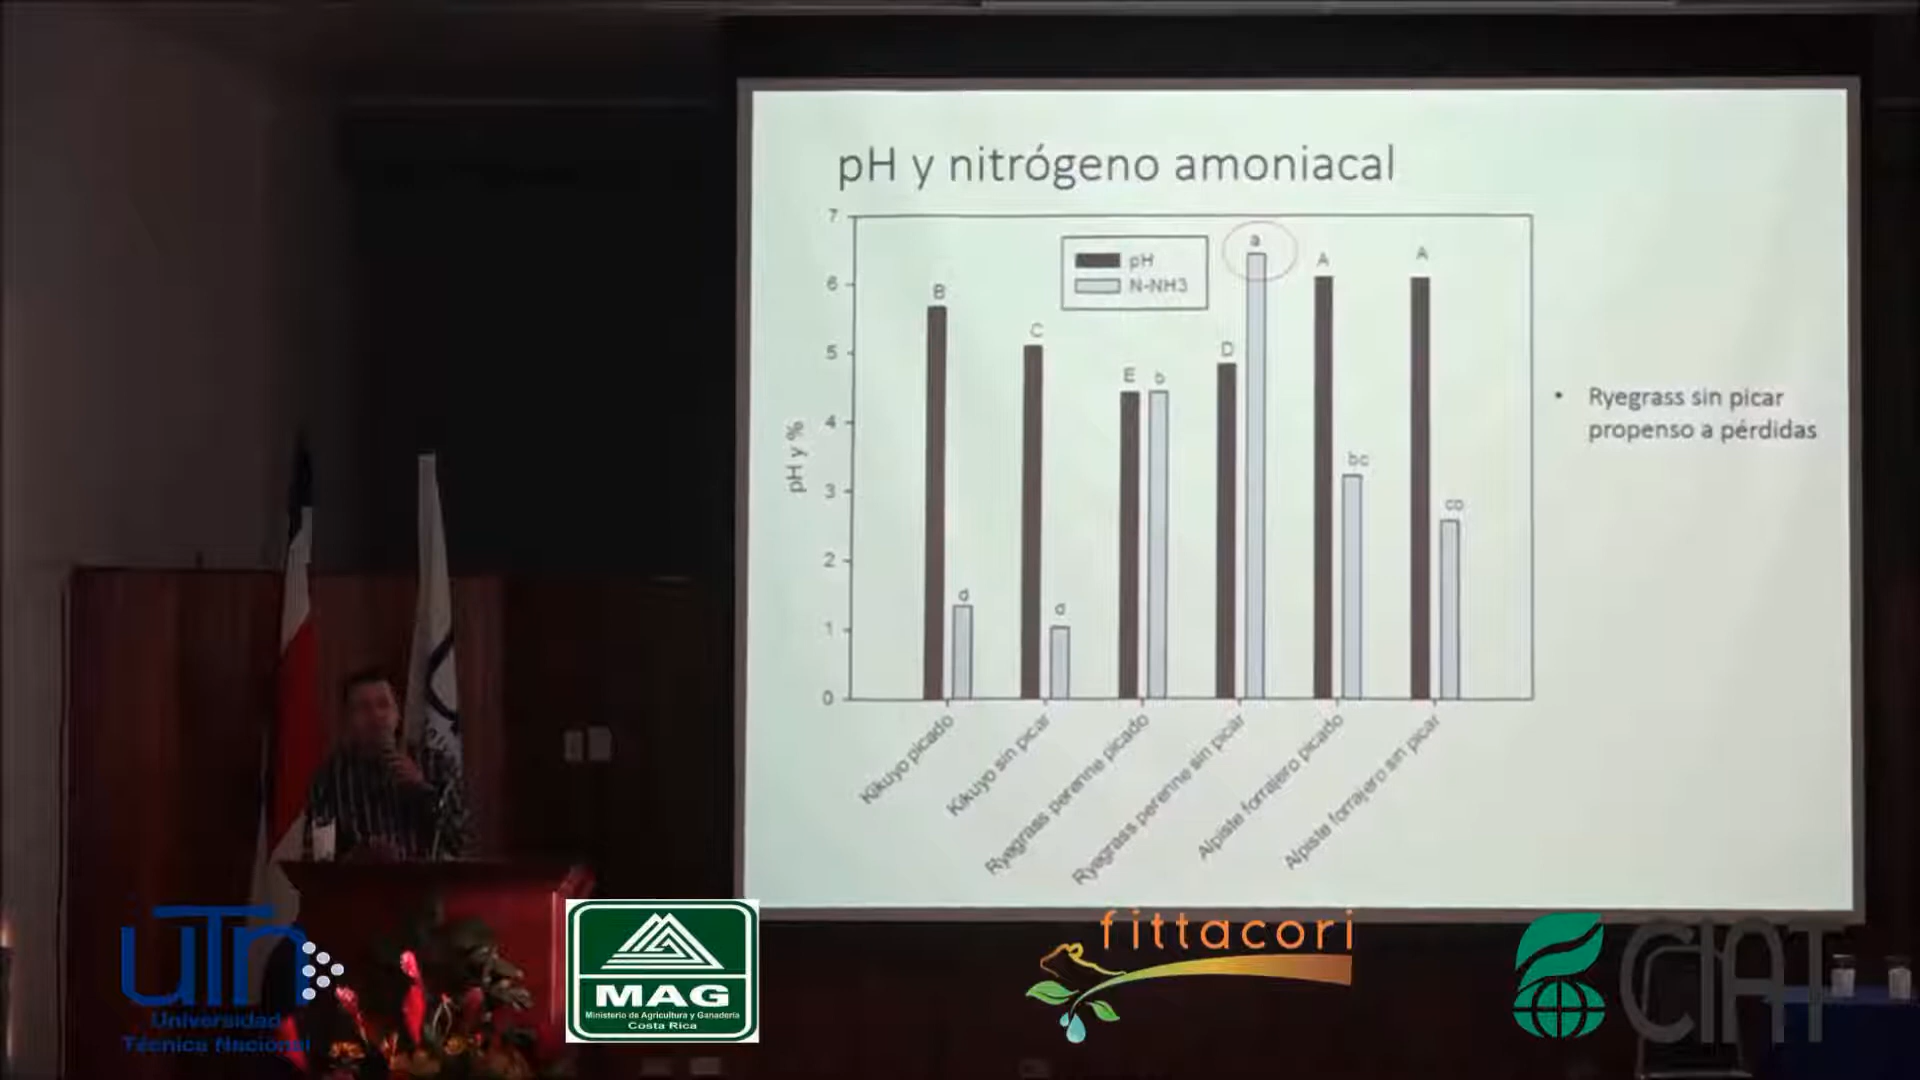 pH y nitrógeno amoniacal
7
6
5
4
3
2
1
0
pH y %
pH
N-NH3
B
d
C
d
E
b
D
a
A
bc
A
cd
Kikuyo picado
Kikuyo sin picar
Ryegrass perenne picado
Ryegrass perenne sin picar
Alpiste forrajero picado
Alpiste forrajero sin picar
• Ryegrass sin picar
propenso a pérdidas
uTn
Universidad
Técnica Nacional
MAG
Ministerio de Agricultura y Ganadería
Costa Rica
fittacori
CIAT